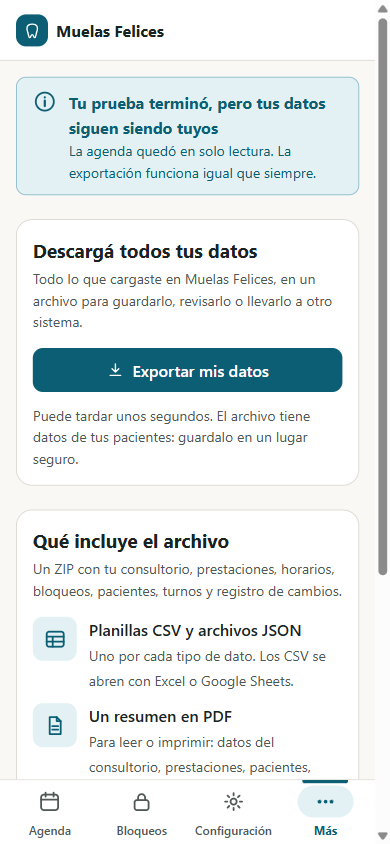 Muelas Felices
Tu prueba terminó, pero tus datos
siguen siendo tuyos
La agenda quedó en solo lectura. La
exportación funciona igual que siempre.
Descargá todos tus datos
Todo lo que cargaste en Muelas Felices, en un
archivo para guardarlo, revisarlo o llevarlo a otro
sistema.
Exportar mis datos
Puede tardar unos segundos. El archivo tiene
datos de tus pacientes: guardalo en un lugar
seguro.
Qué incluye el archivo
Un ZIP con tu consultorio, prestaciones, horarios,
bloqueos, pacientes, turnos y registro de cambios.
Planillas CSV y archivos JSON
Uno por cada tipo de dato. Los CSV se
abren con Excel o Google Sheets.
Un resumen en PDF
Para leer o imprimir: datos del
consultorio, prestaciones, pacientes,
Agenda
Bloqueos
Configuración
Más